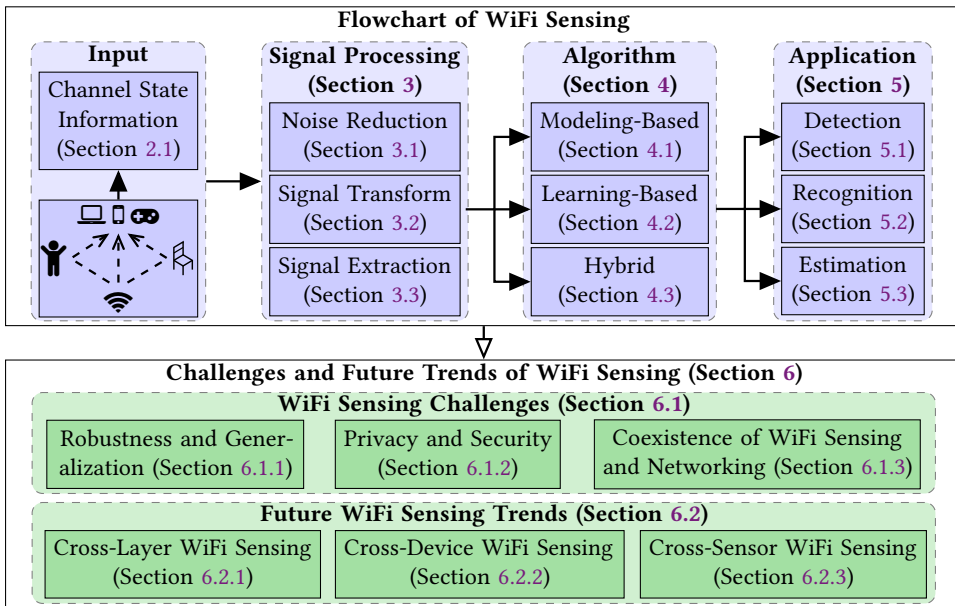 Flowchart of WiFi Sensing
Input
Channel State
Information
(Section 2.1)
Signal Processing
(Section 3)
Noise Reduction
(Section 3.1)
Signal Transform
(Section 3.2)
Signal Extraction
(Section 3.3)
Algorithm
(Section 4)
Modeling-Based
(Section 4.1)
Learning-Based
(Section 4.2)
Hybrid
(Section 4.3)
Application
(Section 5)
Detection
(Section 5.1)
Recognition
(Section 5.2)
Estimation
(Section 5.3)
Challenges and Future Trends of WiFi Sensing (Section 6)
WiFi Sensing Challenges (Section 6.1)
Robustness and Gener-
alization (Section 6.1.1)
Privacy and Security
(Section 6.1.2)
Coexistence of WiFi Sensing
and Networking (Section 6.1.3)
Future WiFi Sensing Trends (Section 6.2)
Cross-Layer WiFi Sensing
(Section 6.2.1)
Cross-Device WiFi Sensing
(Section 6.2.2)
Cross-Sensor WiFi Sensing
(Section 6.2.3)